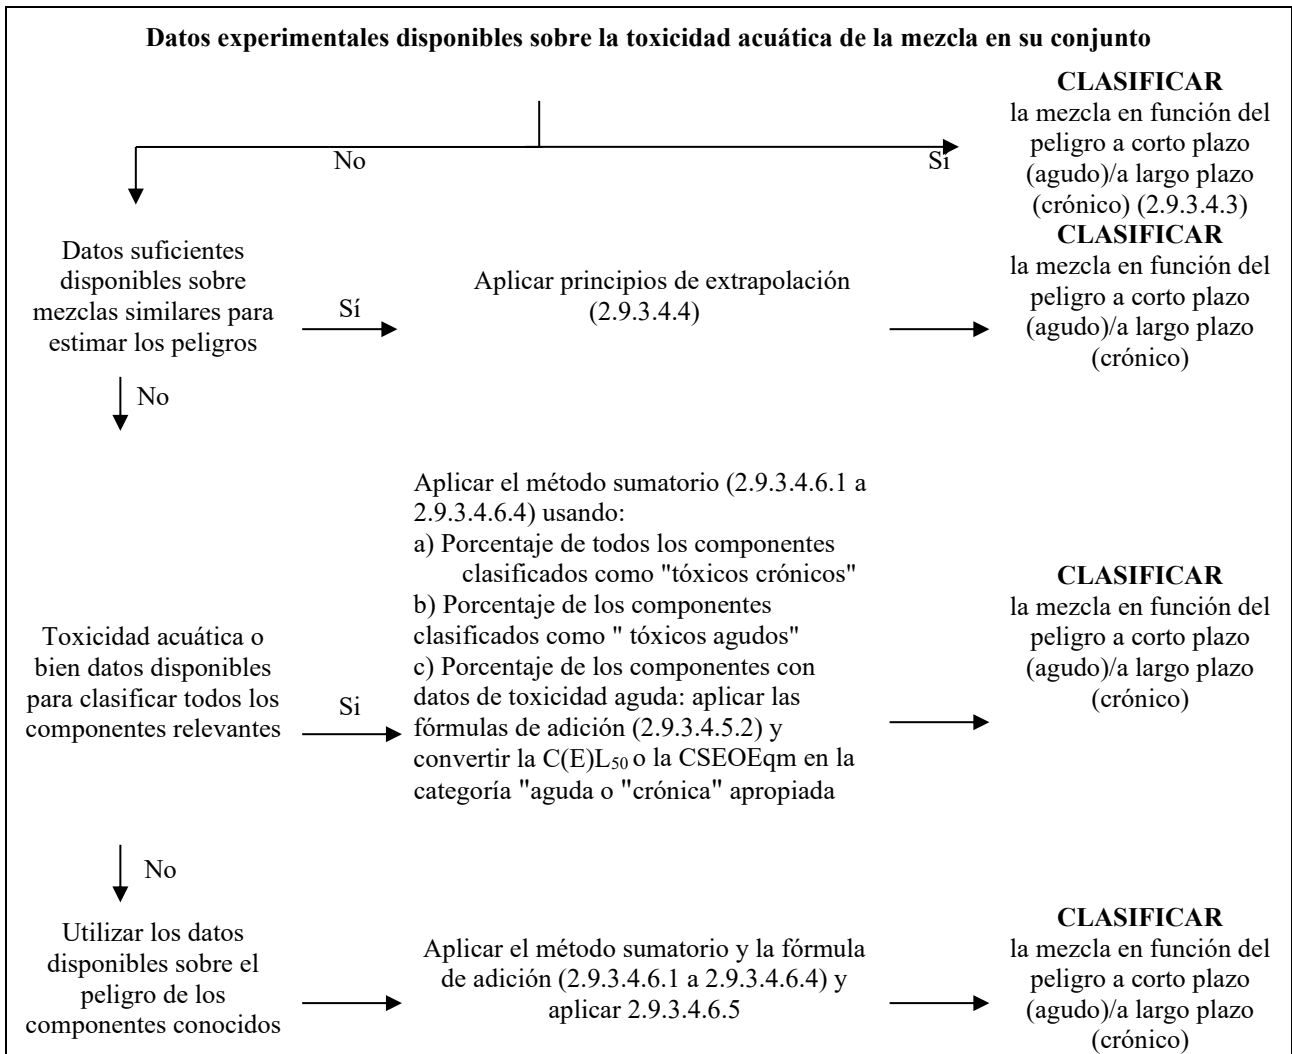 Datos experimentales disponibles sobre la toxicidad acuática de la mezcla en su conjunto
No
Sí
CLASIFICAR
la mezcla en función del
peligro a corto plazo
(agudo)/a largo plazo
(crónico) (2.9.3.4.3)
Datos suficientes
disponibles sobre
mezclas similares para
estimar los peligros
Sí
Aplicar principios de extrapolación
(2.9.3.4.4)
CLASIFICAR
la mezcla en función del
peligro a corto plazo
(agudo)/a largo plazo
(crónico)
No
Toxicidad acuática o
bien datos disponibles
para clasificar todos los
componentes relevantes
Si
Aplicar el método sumatorio (2.9.3.4.6.1 a
2.9.3.4.6.4) usando:
a) Porcentaje de todos los componentes
clasificados como "tóxicos crónicos"
b) Porcentaje de los componentes
clasificados como " tóxicos agudos"
c) Porcentaje de los componentes con
datos de toxicidad aguda: aplicar las
fórmulas de adición (2.9.3.4.5.2) y
convertir la C(E)L₅₀ o la CSEOEqm en la
categoría "aguda o "crónica" apropiada
CLASIFICAR
la mezcla en función del
peligro a corto plazo
(agudo)/a largo plazo
(crónico)
No
Utilizar los datos
disponibles sobre el
peligro de los
componentes conocidos
Aplicar el método sumatorio y la fórmula
de adición (2.9.3.4.6.1 a 2.9.3.4.6.4) y
aplicar 2.9.3.4.6.5
CLASIFICAR
la mezcla en función del
peligro a corto plazo
(agudo)/a largo plazo
(crónico)